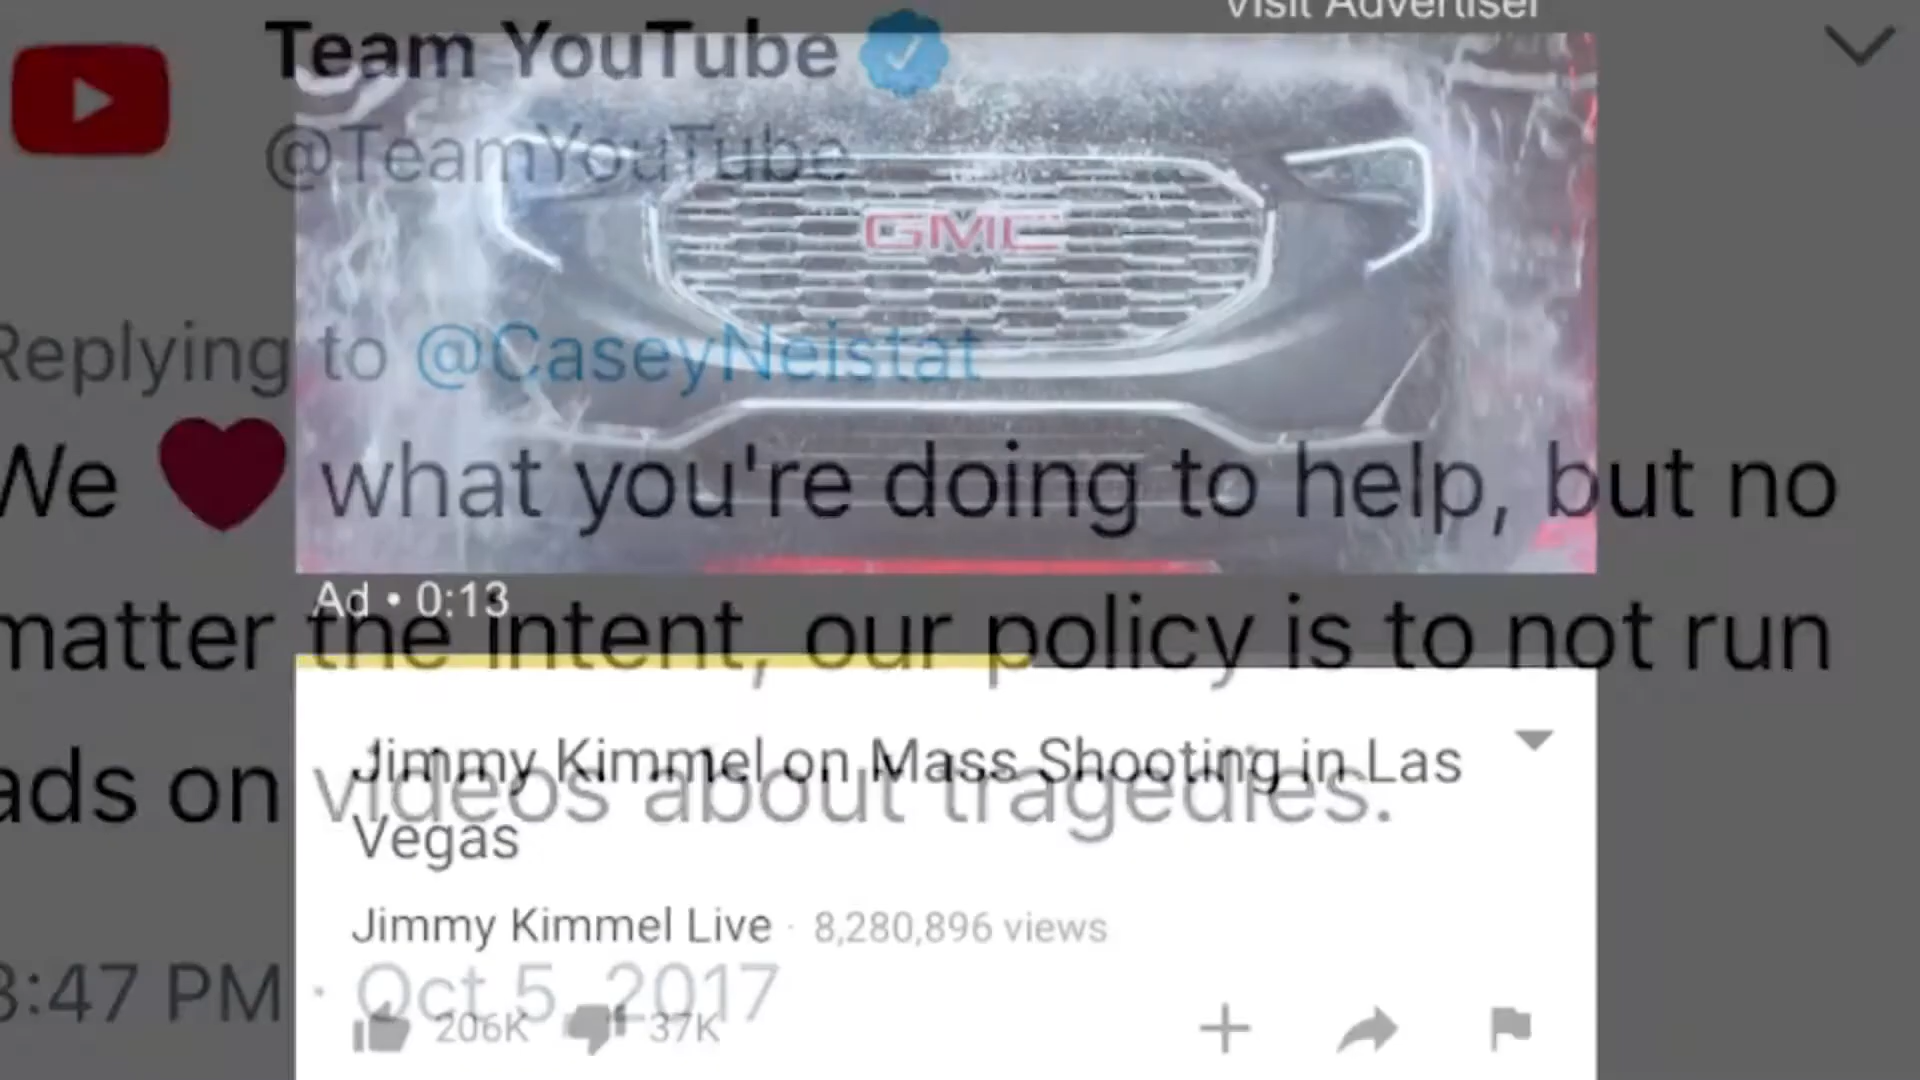 Visit Advertiser
Team YouTube
@TeamYouTube
GMC
Replying to @CaseyNeistat
We ❤ what you're doing to help, but no
matter the intent, our policy is to not run
ads on videos about tragedies.
Ad • 0:13
Jimmy Kimmel on Mass Shooting in Las
Vegas
Jimmy Kimmel Live · 8,280,896 views
3:47 PM · Oct 5, 2017
206K 37K